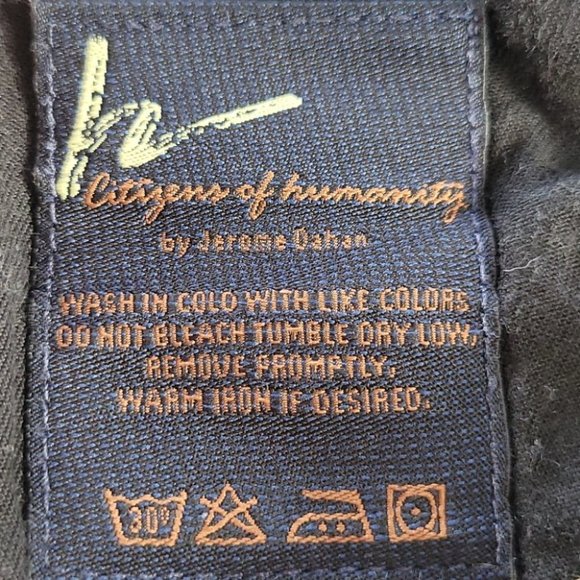 h
Citizens of humanity
by Jerome Dahan
WASH IN COLD WITH LIKE COLORS
DO NOT BLEACH TUMBLE DRY LOW,
REMOVE PROMPTLY,
WARM IRON IF DESIRED.
30°